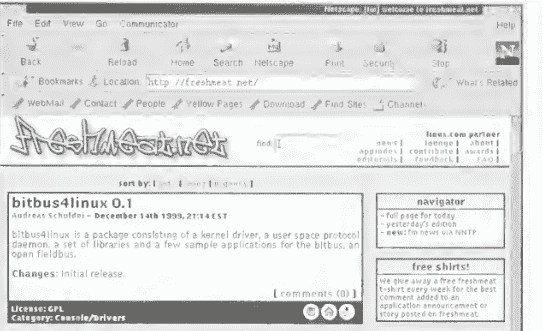 Netscape: [fm] welcome to freshmeat.net
File Edit View Go Communicator Help
Back Reload Home Search Netscape Print Security Stop
Bookmarks Location: http://freshmeat.net/ What's Related
WebMail Contact People Yellow Pages Download Find Sites Channels
freshmeat.net
linux.com partner
find:
news | lounge | about |
appindex | contribute | awards |
editorials | feedback | FAQ |
sort by: [
bitbus4linux 0.1
Andreas Schuldei - December 14th 1999, 21:14 EST
bitbus4linux is a package consisting of a kernel driver, a user space protocol
daemon, a set of libraries and a few sample applications for the bitbus, an
open fieldbus.
Changes: Initial release.
[ comments (0) ]
License: GPL
Category: Console/Drivers
navigator
- full page for today
- yesterday's edition
- new: fm news via NNTP
free shirts!
We give away a free freshmeat
t-shirt every week for the best
comment added to an
application announcement or
story posted on freshmeat.